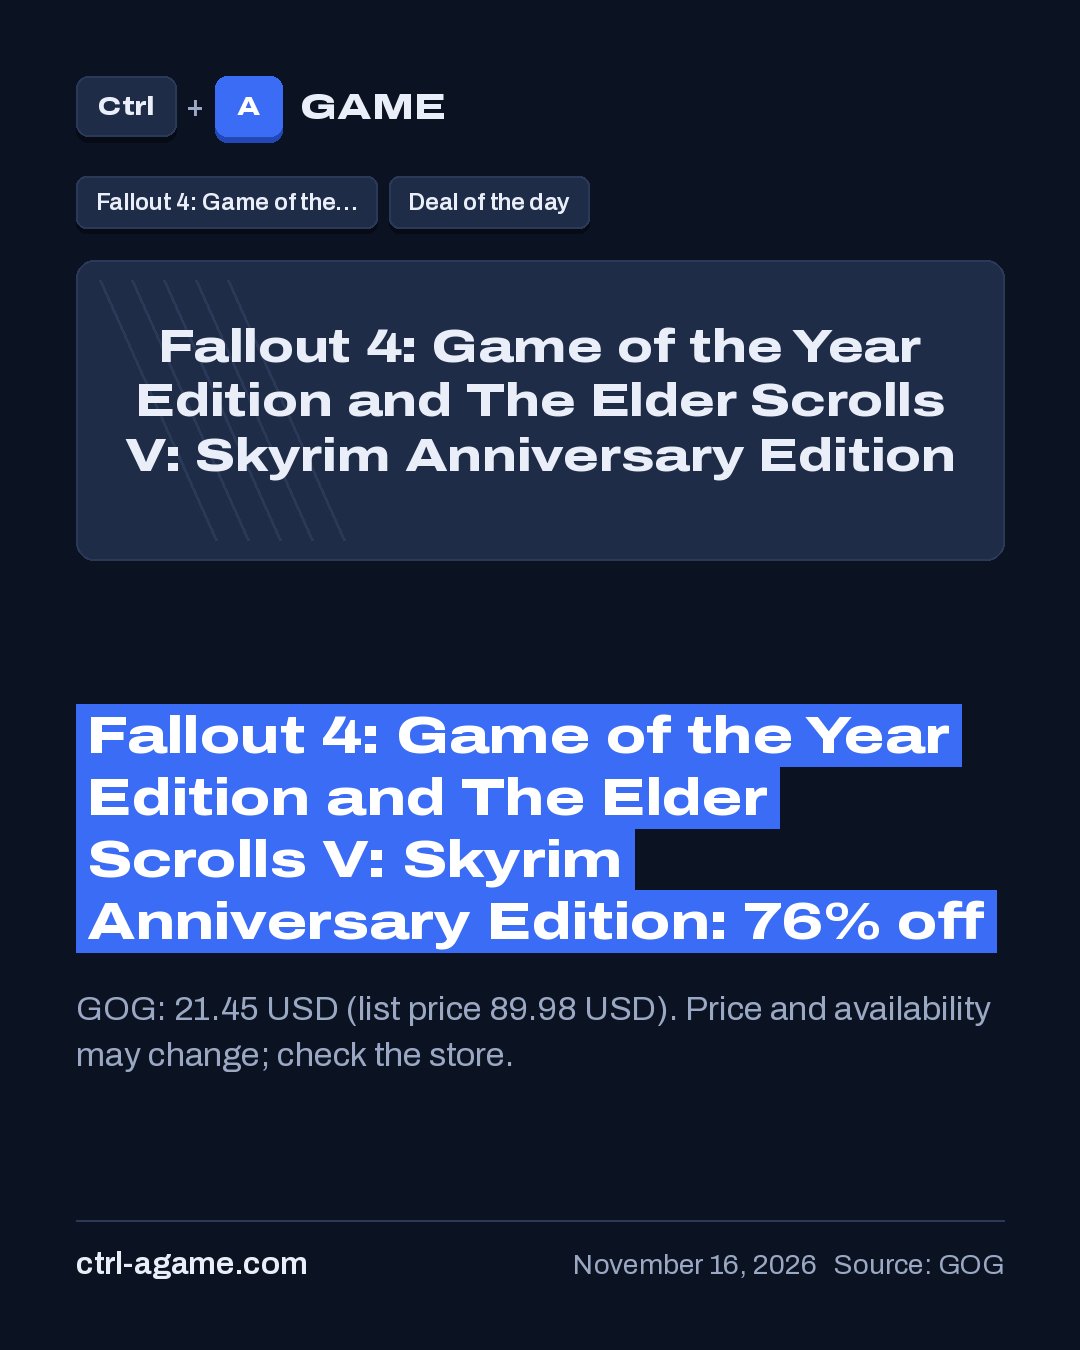 Ctrl + A GAME
Fallout 4: Game of the... Deal of the day
Fallout 4: Game of the Year
Edition and The Elder Scrolls
V: Skyrim Anniversary Edition
Fallout 4: Game of the Year
Edition and The Elder
Scrolls V: Skyrim
Anniversary Edition: 76% off
GOG: 21.45 USD (list price 89.98 USD). Price and availability
may change; check the store.
ctrl-agame.com November 16, 2026 Source: GOG